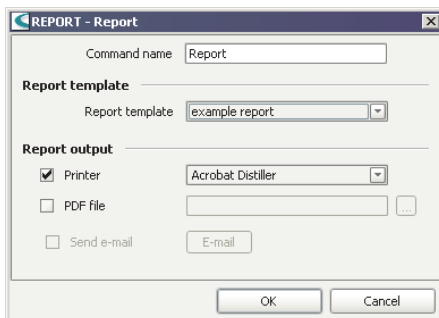 REPORT - Report
Command name Report
Report template
Report template example report
Report output
Printer Acrobat Distiller
PDF file ...
Send e-mail E-mail
OK Cancel